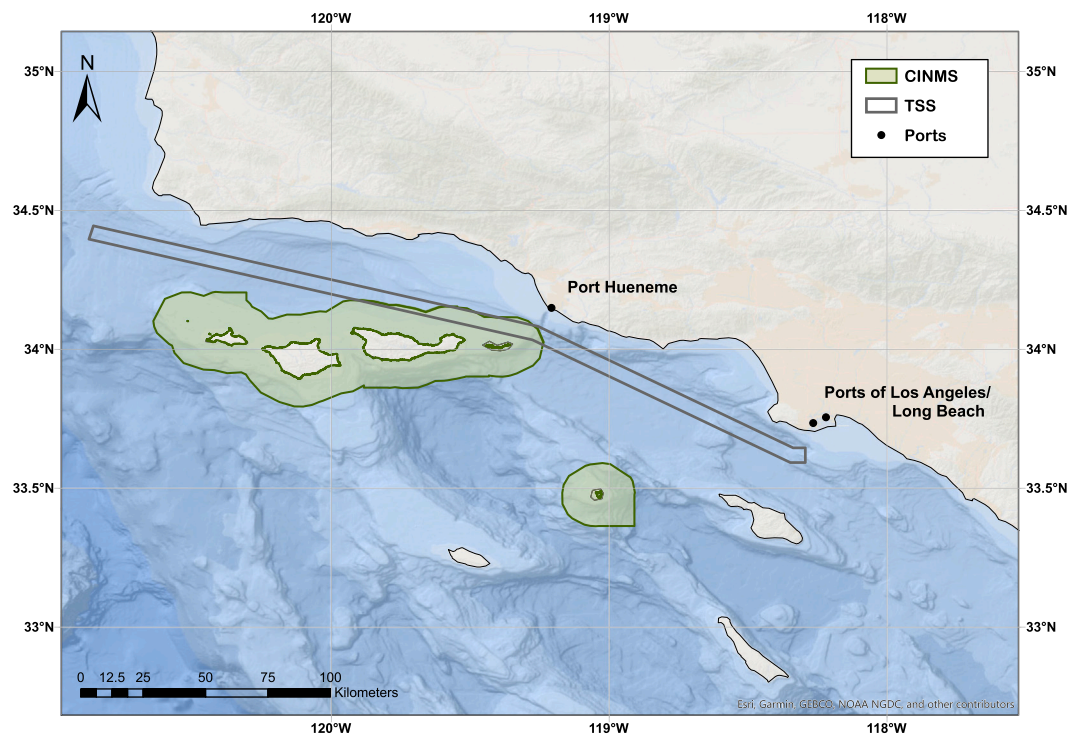 120°W 119°W 118°W
N
35°N 35°N
CINMS
TSS
Ports
34.5°N 34.5°N
Port Hueneme
34°N 34°N
Ports of Los Angeles/
Long Beach
33.5°N 33.5°N
33°N 33°N
0 12.5 25 50 75 100
Kilometers
Esri, Garmin, GEBCO, NOAA NGDC, and other contributors
120°W 119°W 118°W